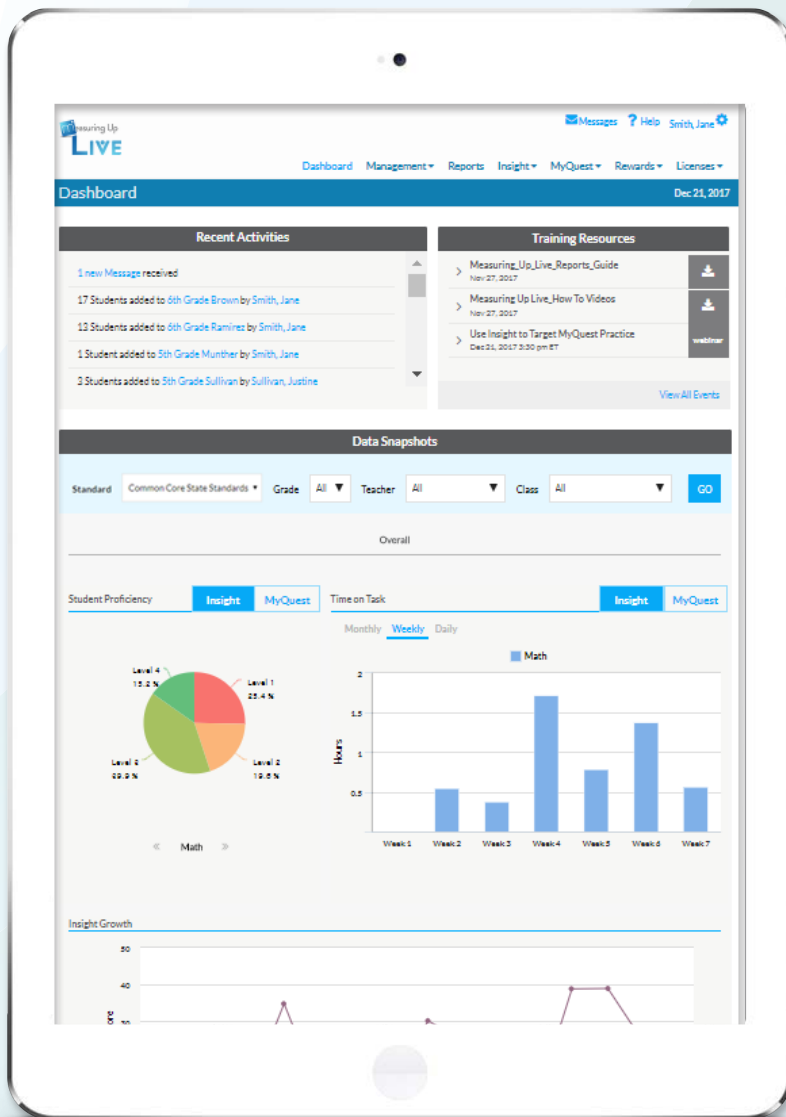 Measuring Up
LIVE
Messages ? Help Smith, Jane
Dashboard Management Reports Insight MyQuest Rewards Licenses
Dashboard Dec 21, 2017
Recent Activities
1 new Message received
17 Students added to 6th Grade Brown by Smith, Jane
13 Students added to 6th Grade Ramirez by Smith, Jane
1 Student added to 5th Grade Munther by Smith, Jane
3 Students added to 5th Grade Sullivan by Sullivan, Justine
Training Resources
Measuring_Up_Live_Reports_Guide
Nov 27, 2017
Measuring Up Live_How To Videos
Nov 27, 2017
Use Insight to Target MyQuest Practice
Dec 21, 2017 3:30 pm ET
webinar
View All Events
Data Snapshots
Standard Common Core State Standards Grade All Teacher All Class All GO
Overall
Student Proficiency Insight MyQuest
Level 4
15.2 %
Level 1
25.4 %
Level 3
Level 2
19.6 %
« Math »
Time on Task Insight MyQuest
Monthly Weekly Daily
Math
Hours
2
1.5
1
0.5
Week 1 Week 2 Week 3 Week 4 Week 5 Week 6 Week 7
Insight Growth
50
40